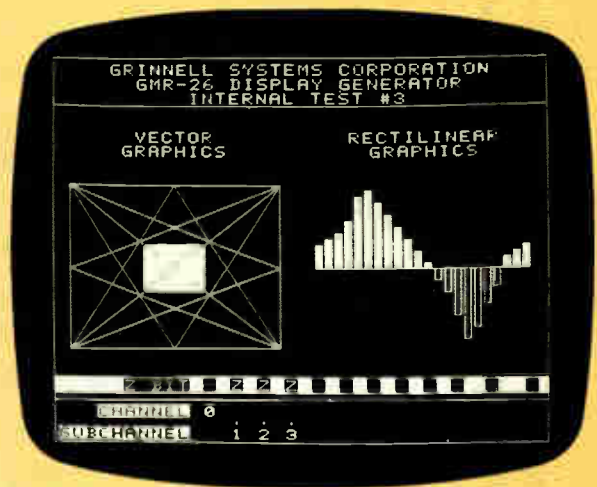 GRINNELL SYSTEMS CORPORATION
GMR-26 DISPLAY GENERATOR
INTERNAL TEST #3
VECTOR
GRAPHICS
RECTILINEAR
GRAPHICS
Z BIT Z Z Z
CHANNEL 0
SUBCHANNEL 1 2 3